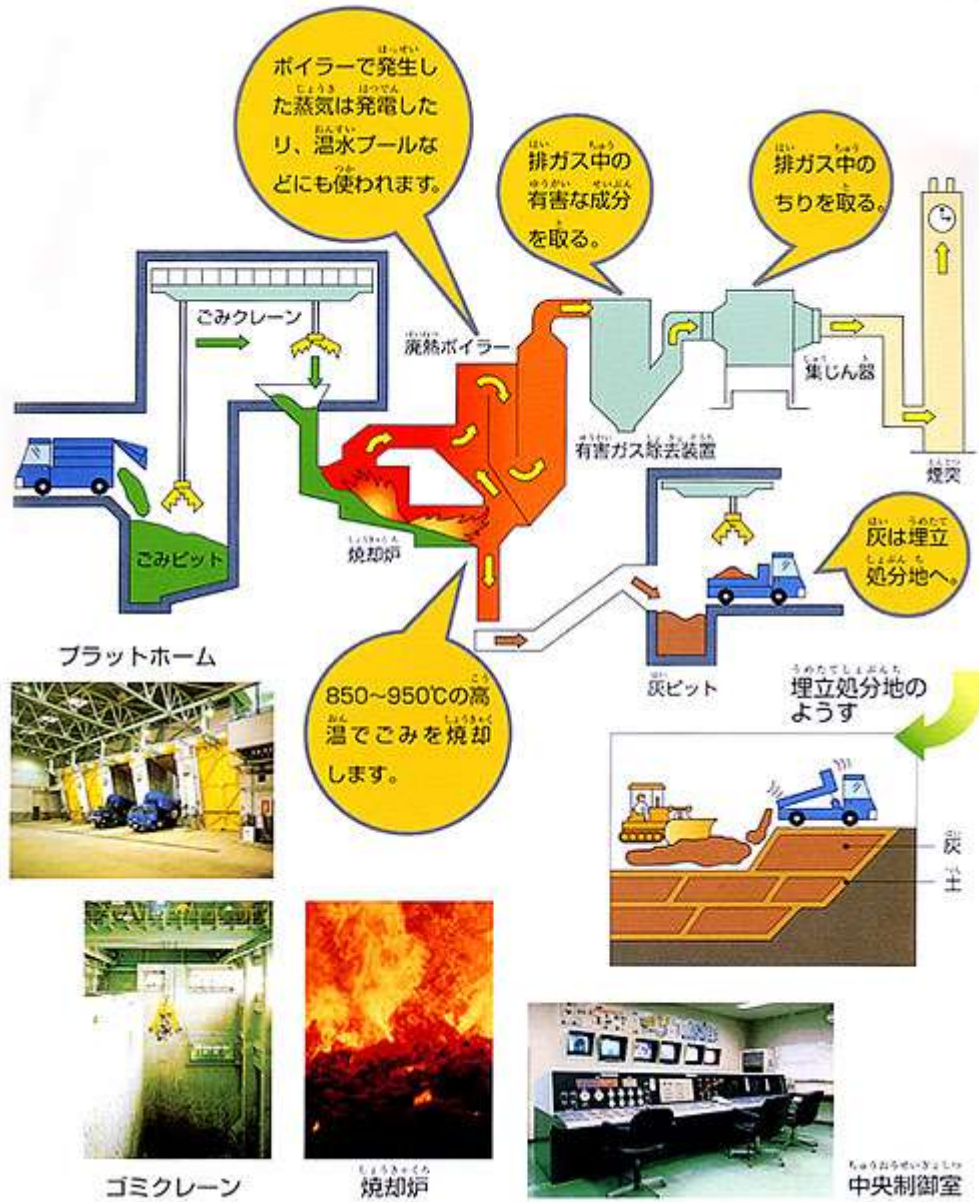 ボイラーで発生し
た蒸気は発電した
り、温水プールな
どにも使われます。
排ガス中の
有害な成分
を取る。
排ガス中の
ちりを取る。
ごみクレーン
廃熱ボイラー
集じん器
有害ガス除去装置
煙突
ごみピット
焼却炉
灰は埋立
処分地へ。
プラットホーム
850～950℃の高
温でごみを焼却
します。
灰ピット
埋立処分地の
ようす
灰
土
ゴミクレーン
焼却炉
中央制御室